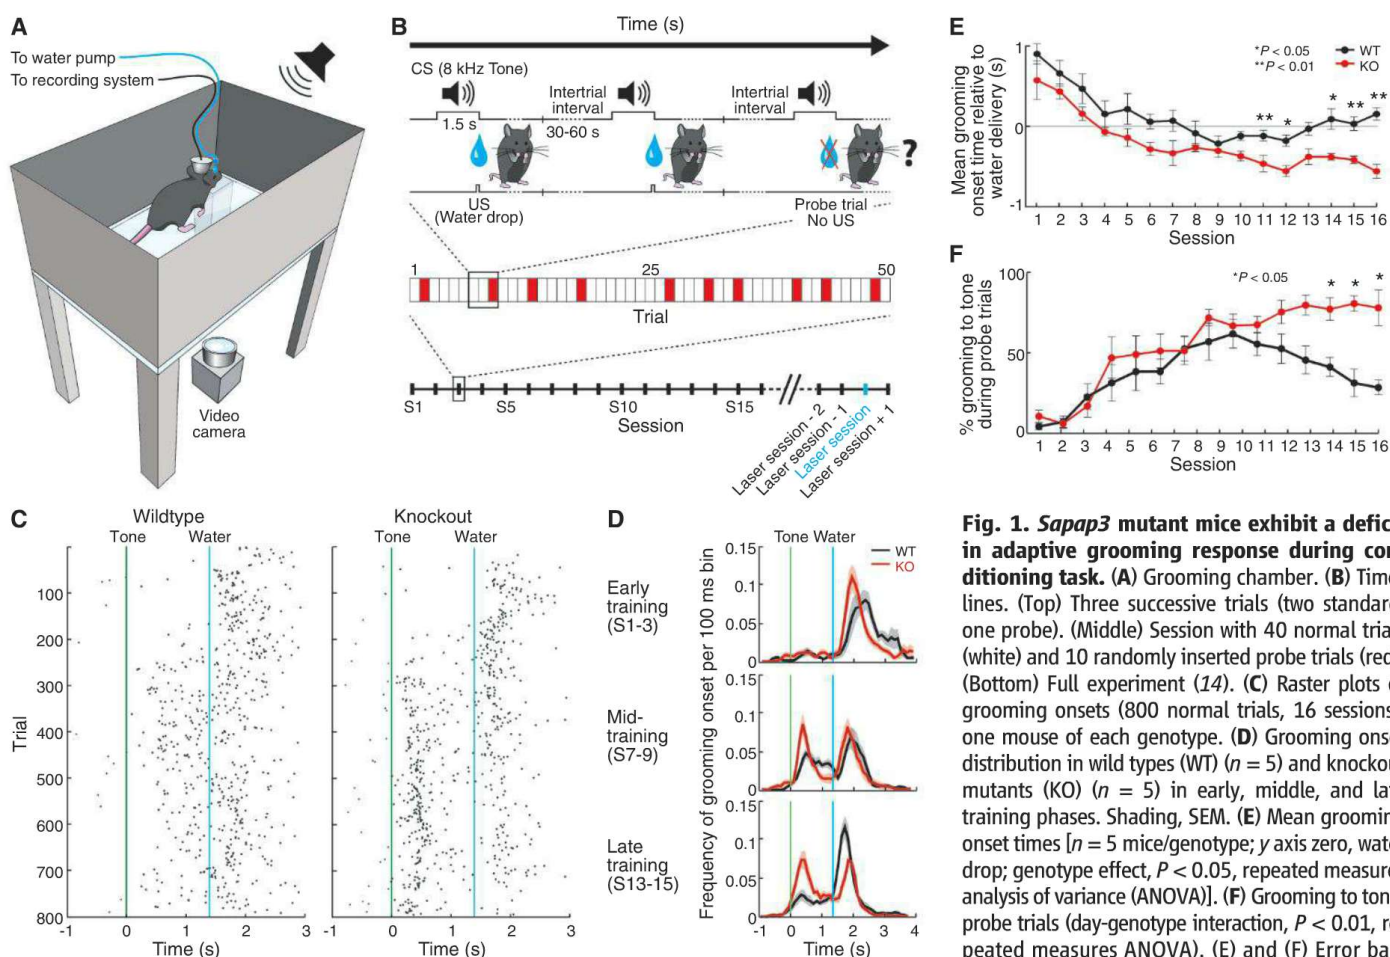 A
To water pump
To recording system
Video
camera
B
Time (s)
CS (8 kHz Tone)
Intertrial
interval
Intertrial
interval
1.5 s
30-60 s
?
US
(Water drop)
Probe trial
No US
1
25
50
Trial
S1
S5
S10
S15
Session
Laser session - 2
Laser session - 1
Laser session
Laser session + 1
E
Mean grooming
onset time relative to
water delivery (s)
1
0
-1
*P < 0.05
**P < 0.01
WT
KO
** * * ** **
1 2 3 4 5 6 7 8 9 10 11 12 13 14 15 16
Session
F
% grooming to tone
during probe trials
100
50
0
*P < 0.05
* * *
1 2 3 4 5 6 7 8 9 10 11 12 13 14 15 16
Session
C
Wildtype
Knockout
Tone
Water
Tone
Water
Trial
100
200
300
400
500
600
700
800
-1 0 1 2 3
Time (s)
-1 0 1 2 3
Time (s)
D
Tone Water
WT
KO
Frequency of grooming onset per 100 ms bin
Early
training
(S1-3)
0.15
0.1
0.05
0
Mid-
training
(S7-9)
0.15
0.1
0.05
0
Late
training
(S13-15)
0.15
0.1
0.05
0
-1 0 1 2 3 4
Time (s)
Fig. 1. Sapap3 mutant mice exhibit a defic
in adaptive grooming response during con
ditioning task. (A) Grooming chamber. (B) Time
lines. (Top) Three successive trials (two standard
one probe). (Middle) Session with 40 normal trial
(white) and 10 randomly inserted probe trials (red
(Bottom) Full experiment (14). (C) Raster plots o
grooming onsets (800 normal trials, 16 sessions
one mouse of each genotype. (D) Grooming onse
distribution in wild types (WT) (n = 5) and knockou
mutants (KO) (n = 5) in early, middle, and lat
training phases. Shading, SEM. (E) Mean groomin
onset times [n = 5 mice/genotype; y axis zero, wate
drop; genotype effect, P < 0.05, repeated measure
analysis of variance (ANOVA)]. (F) Grooming to ton
probe trials (day-genotype interaction, P < 0.01, re
peated measures ANOVA). (E) and (F) Error ba